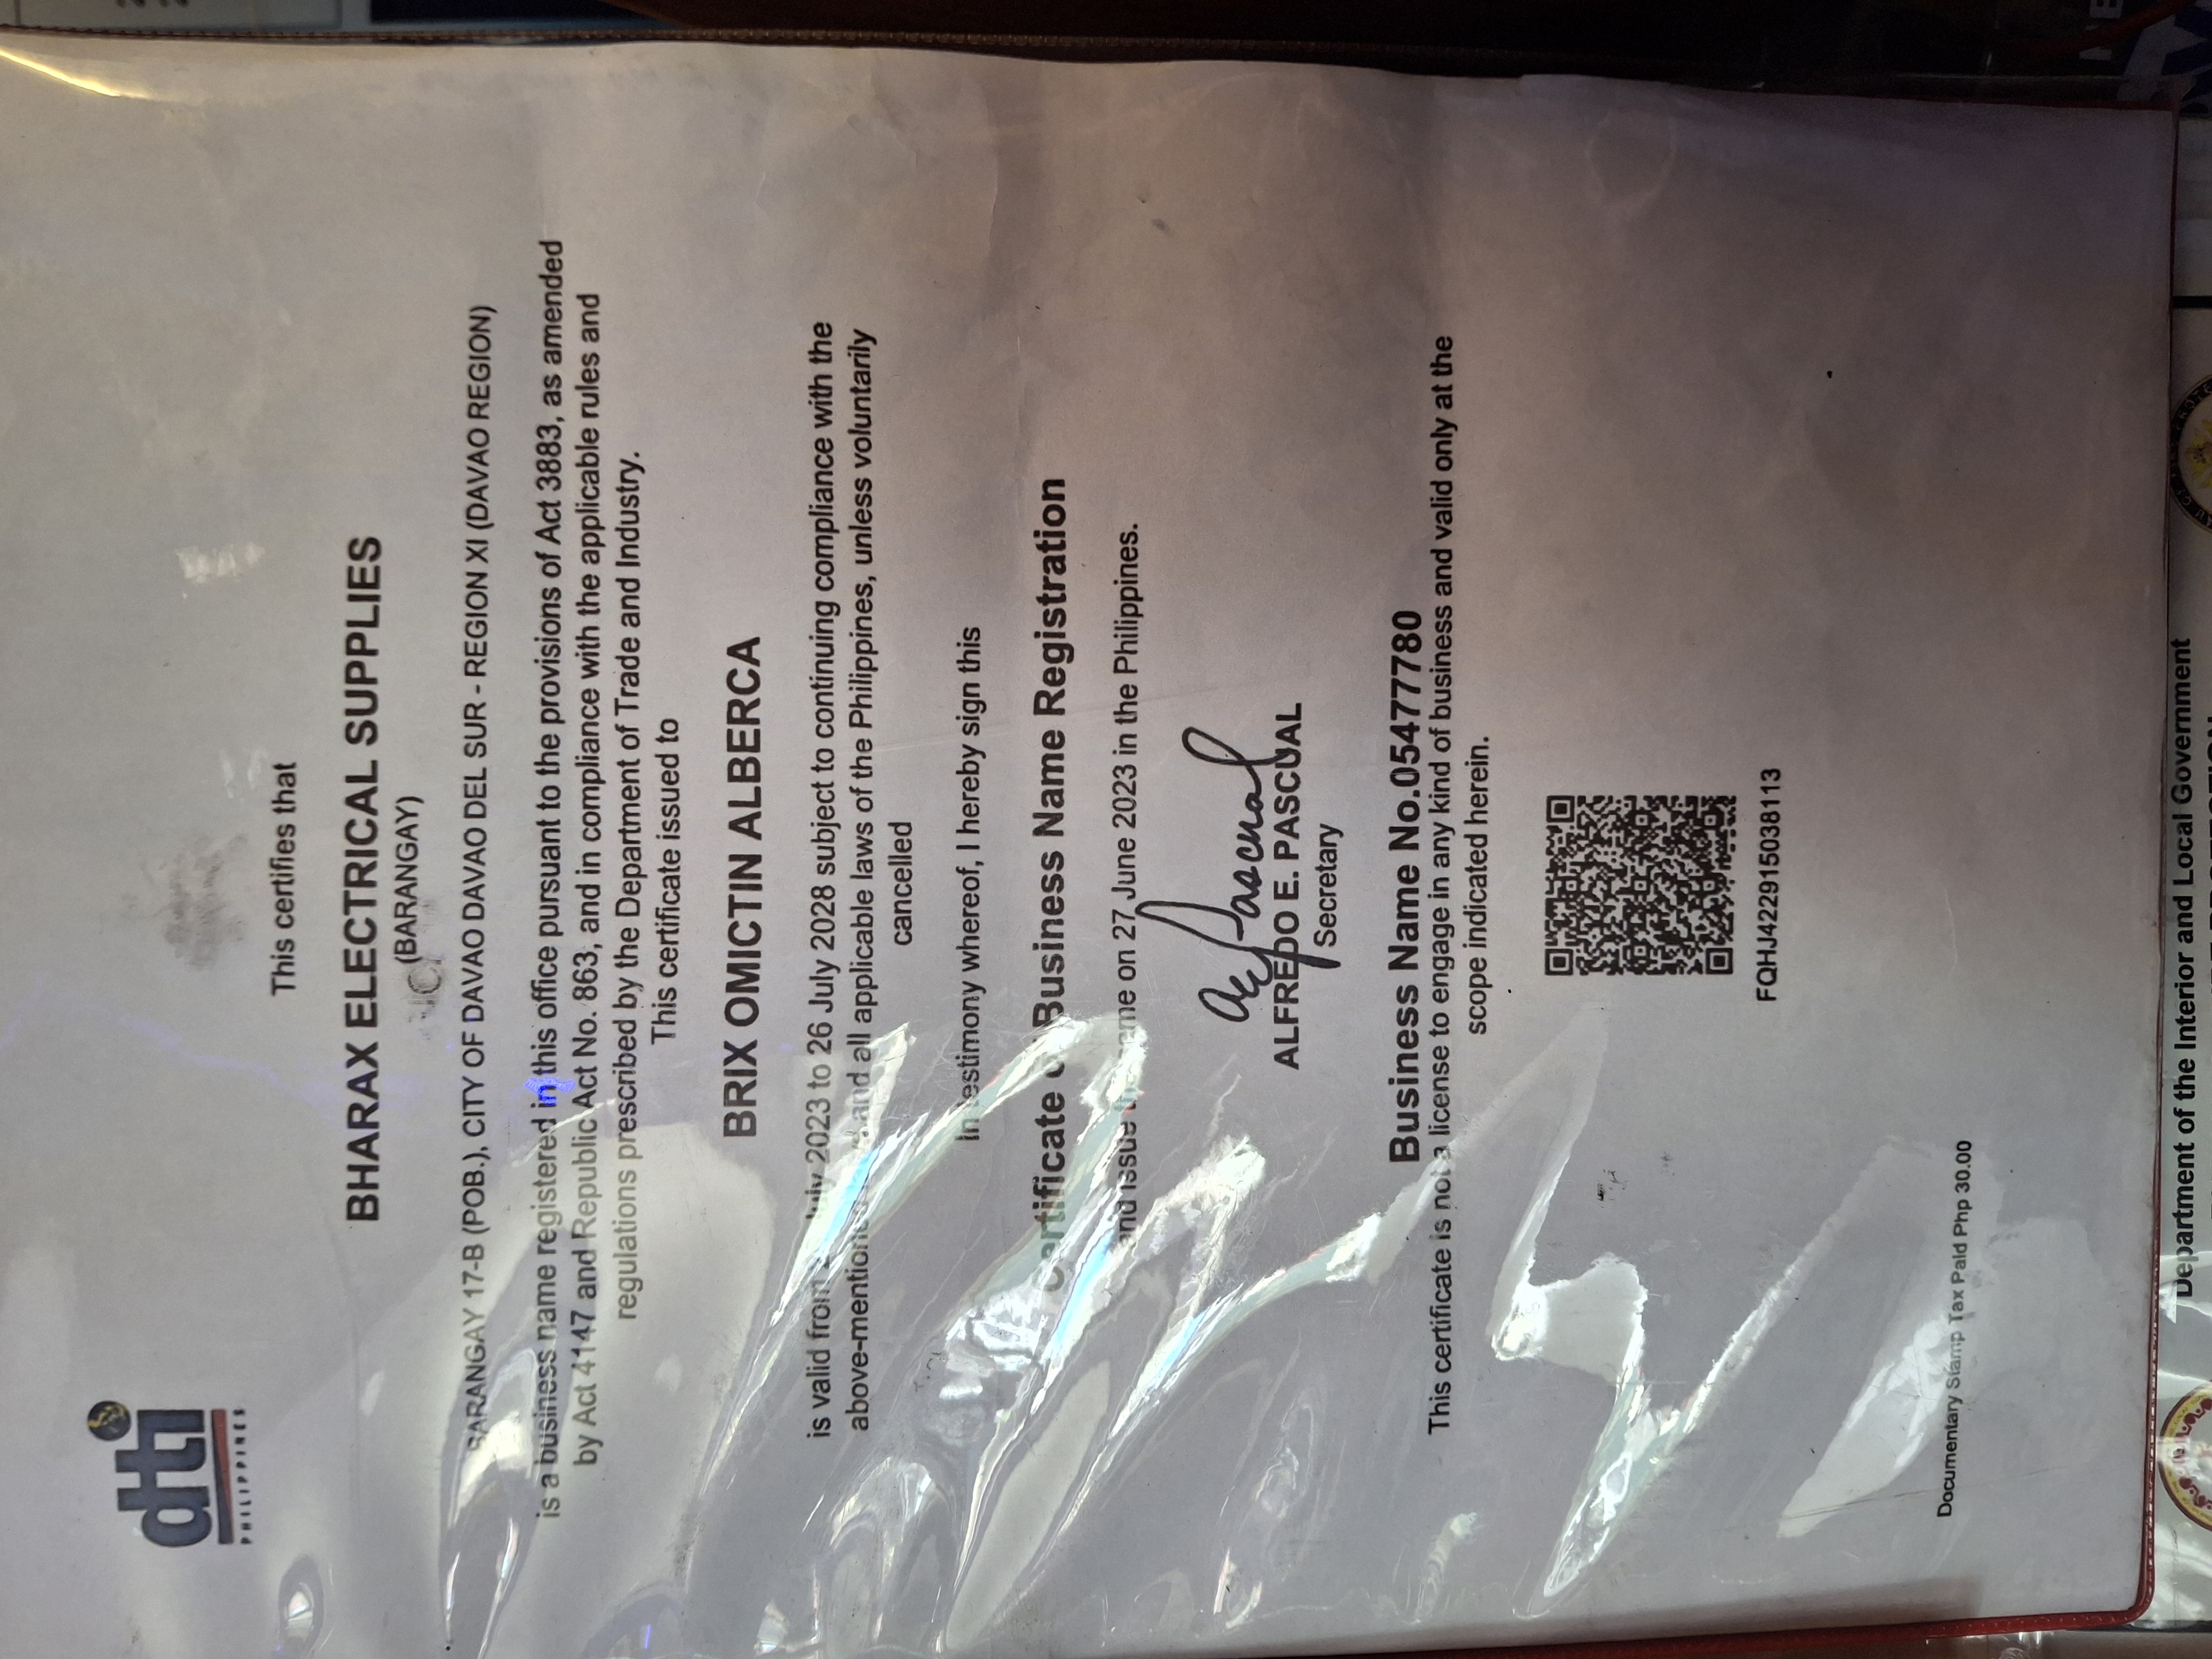 dti
PHILIPPINES
This certifies that
BHARAX ELECTRICAL SUPPLIES
(BARANGAY)
BARANGAY 17-B (POB.), CITY OF DAVAO DAVAO DEL SUR - REGION XI (DAVAO REGION)
is a business name registered in this office pursuant to the provisions of Act 3883, as amended
by Act 4147 and Republic Act No. 863, and in compliance with the applicable rules and
regulations prescribed by the Department of Trade and Industry.
This certificate issued to
BRIX OMICTIN ALBERCA
is valid from July 2023 to 26 July 2028 subject to continuing compliance with the
above-mentioned and all applicable laws of the Philippines, unless voluntarily
cancelled
In testimony whereof, I hereby sign this
Certificate of Business Name Registration
and issue the same on 27 June 2023 in the Philippines.
ALFREDO E. PASCUAL
Secretary
Business Name No.05477780
This certificate is not a license to engage in any kind of business and valid only at the
scope indicated herein.
FQHJ422915038113
Documentary Stamp Tax Paid Php 30.00
Department of the Interior and Local Government